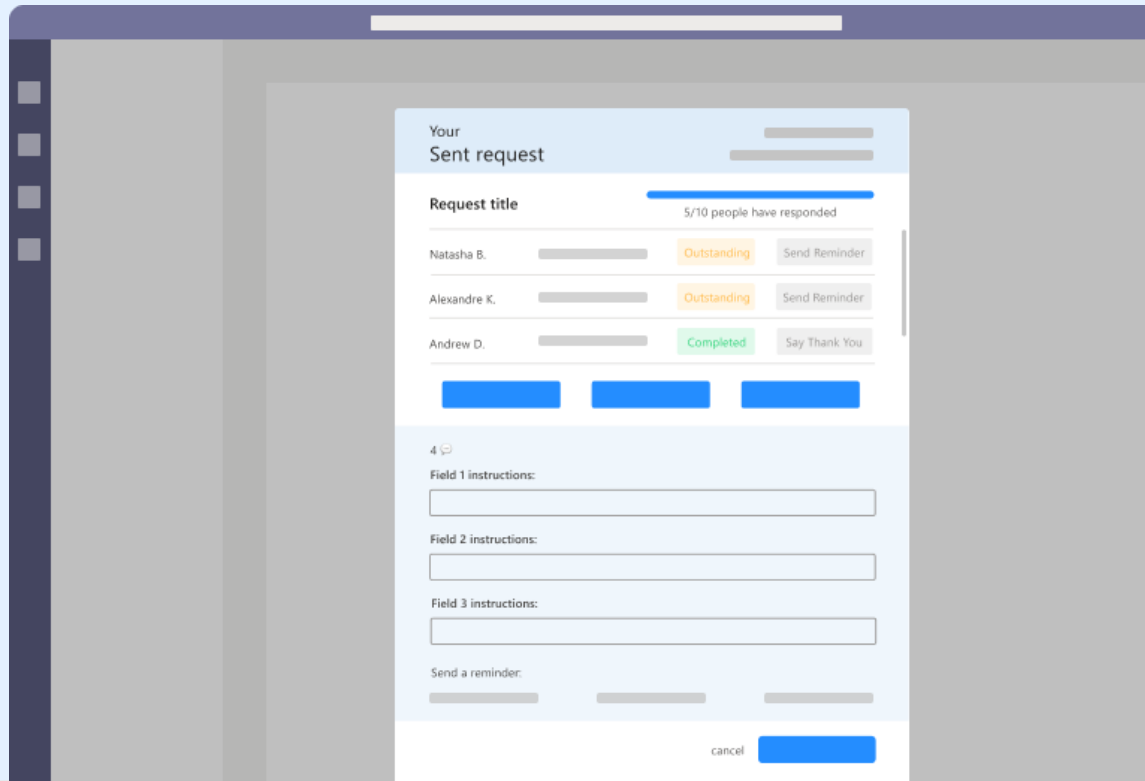 Your
Sent request
Request title
5/10 people have responded
Natasha B. Outstanding Send Reminder
Alexandre K. Outstanding Send Reminder
Andrew D. Completed Say Thank You
4
Field 1 instructions:
Field 2 instructions:
Field 3 instructions:
Send a reminder:
cancel